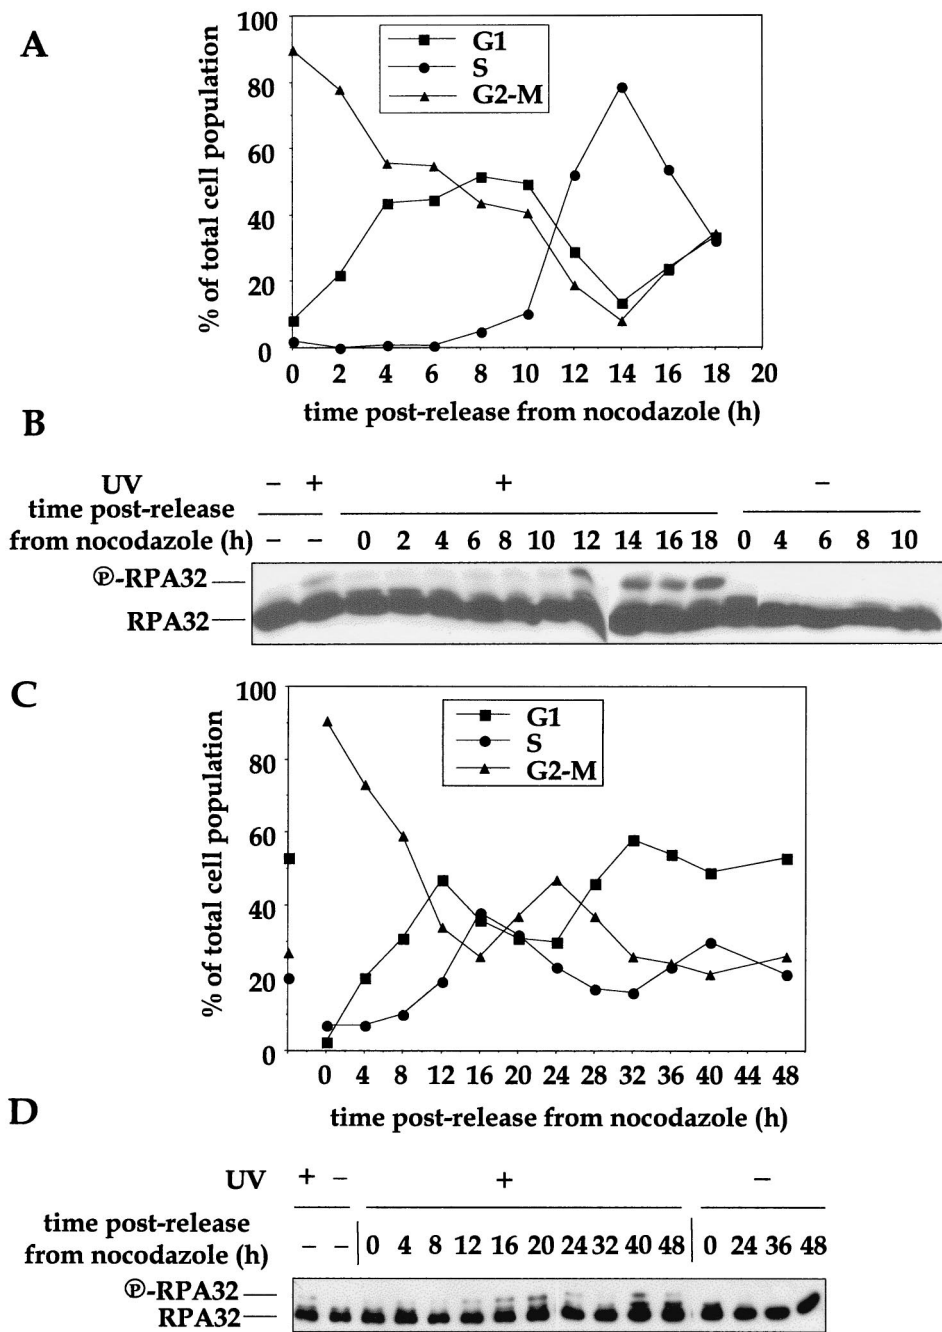 A
% of total cell population
100
80
60
40
20
0
G1
S
G2-M
0 2 4 6 8 10 12 14 16 18 20
time post-release from nocodazole (h)
B
UV − + + −
time post-release
from nocodazole (h) − − 0 2 4 6 8 10 12 14 16 18 0 4 6 8 10
Ⓟ-RPA32
RPA32
C
% of total cell population
100
80
60
40
20
0
G1
S
G2-M
0 4 8 12 16 20 24 28 32 36 40 44 48
time post-release from nocodazole (h)
D
UV + − + −
time post-release
from nocodazole (h) − − 0 4 8 12 16 20 24 32 40 48 0 24 36 48
Ⓟ-RPA32
RPA32